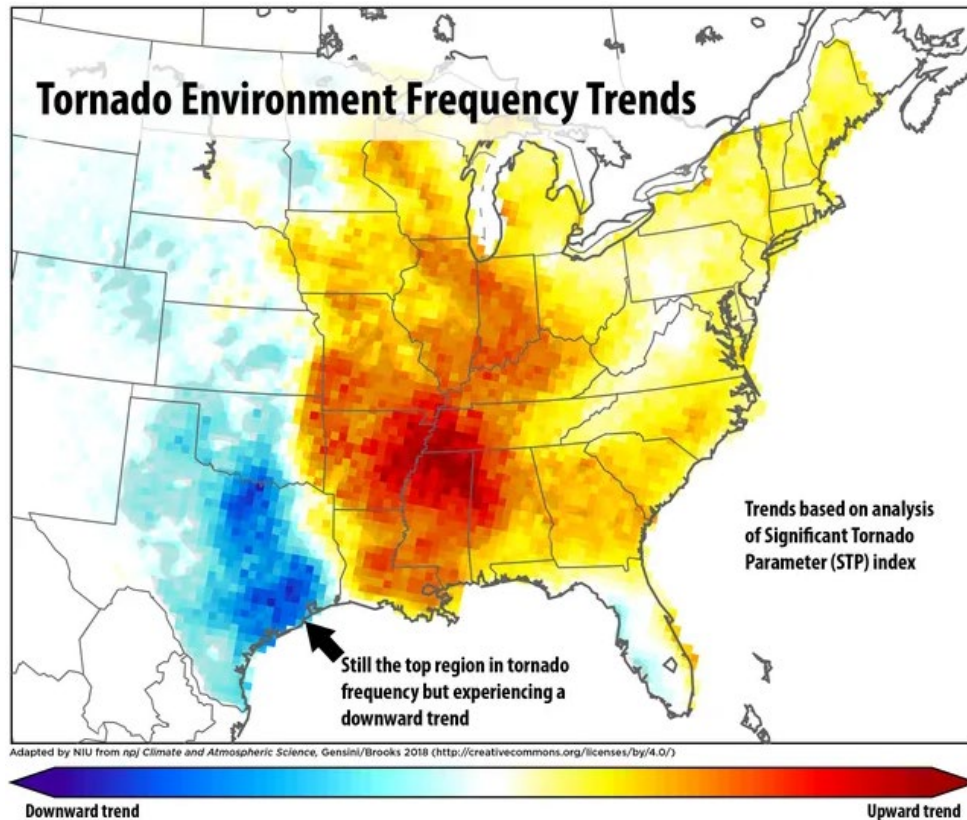 Tornado Environment Frequency Trends
Trends based on analysis
of Significant Tornado
Parameter (STP) index
Still the top region in tornado
frequency but experiencing a
downward trend
Adapted by NIU from npj Climate and Atmospheric Science, Gensini/Brooks 2018 (http://creativecommons.org/licenses/by/4.0/)
Downward trend
Upward trend